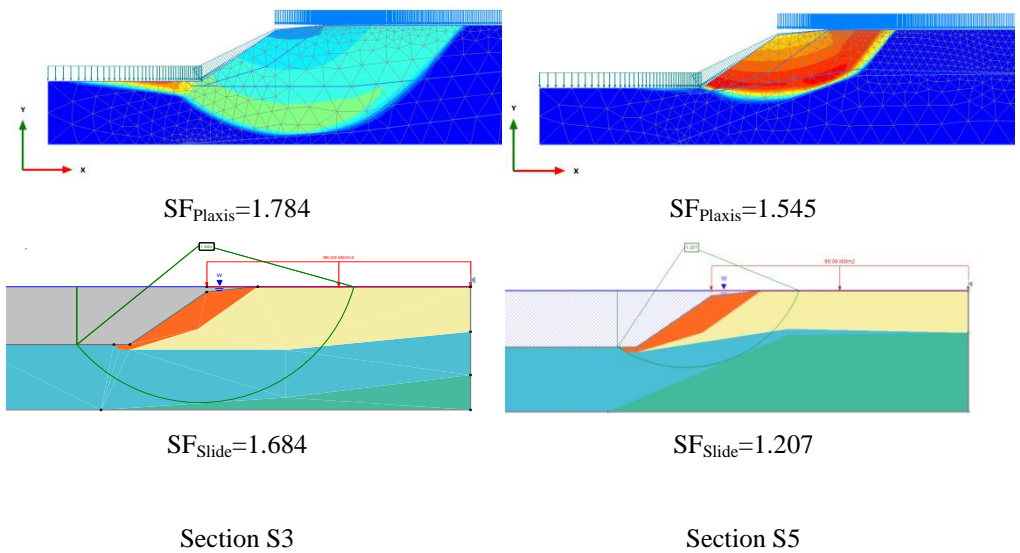 Y
X
Y
X
SF_Plaxis=1.784
SF_Plaxis=1.545
W
W
SF_Slide=1.684
SF_Slide=1.207
Section S3
Section S5